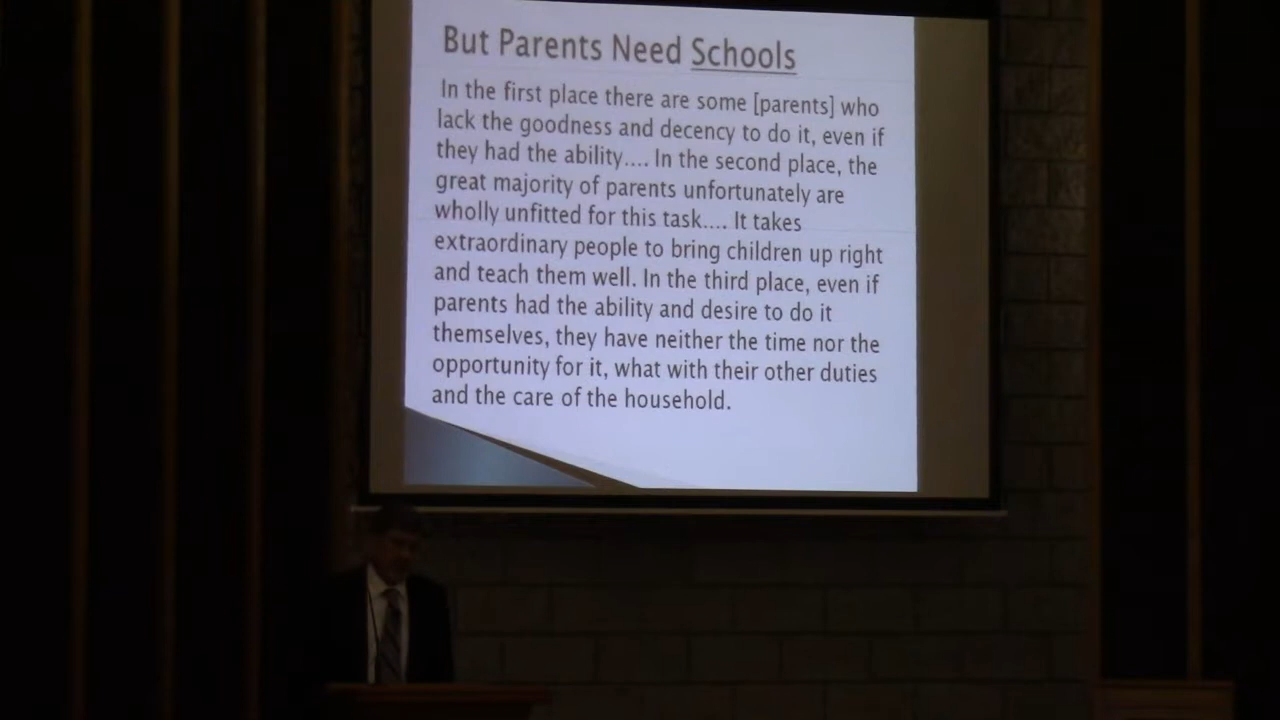 But Parents Need Schools
In the first place there are some [parents] who
lack the goodness and decency to do it, even if
they had the ability.... In the second place, the
great majority of parents unfortunately are
wholly unfitted for this task.... It takes
extraordinary people to bring children up right
and teach them well. In the third place, even if
parents had the ability and desire to do it
themselves, they have neither the time nor the
opportunity for it, what with their other duties
and the care of the household.